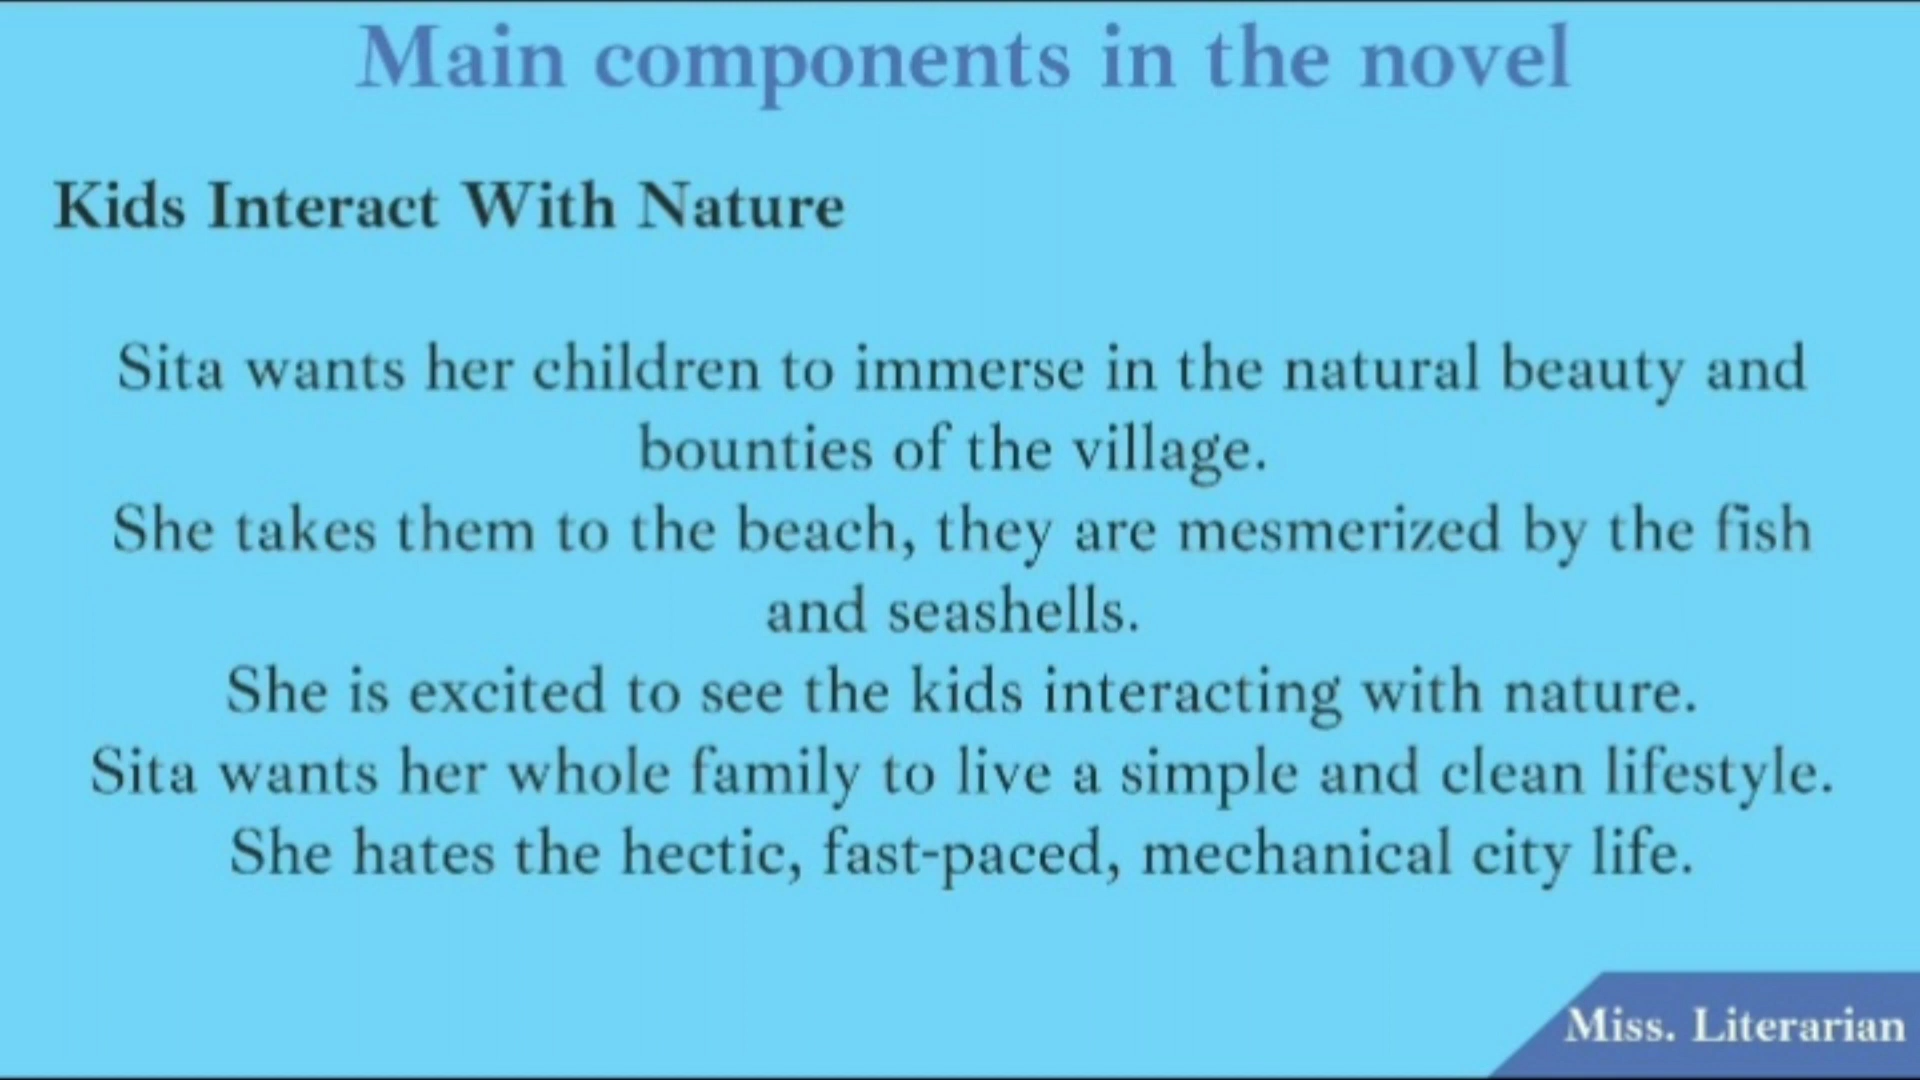 Main components in the novel
Kids Interact With Nature
Sita wants her children to immerse in the natural beauty and
bounties of the village.
She takes them to the beach, they are mesmerized by the fish
and seashells.
She is excited to see the kids interacting with nature.
Sita wants her whole family to live a simple and clean lifestyle.
She hates the hectic, fast-paced, mechanical city life.
Miss. Literarian